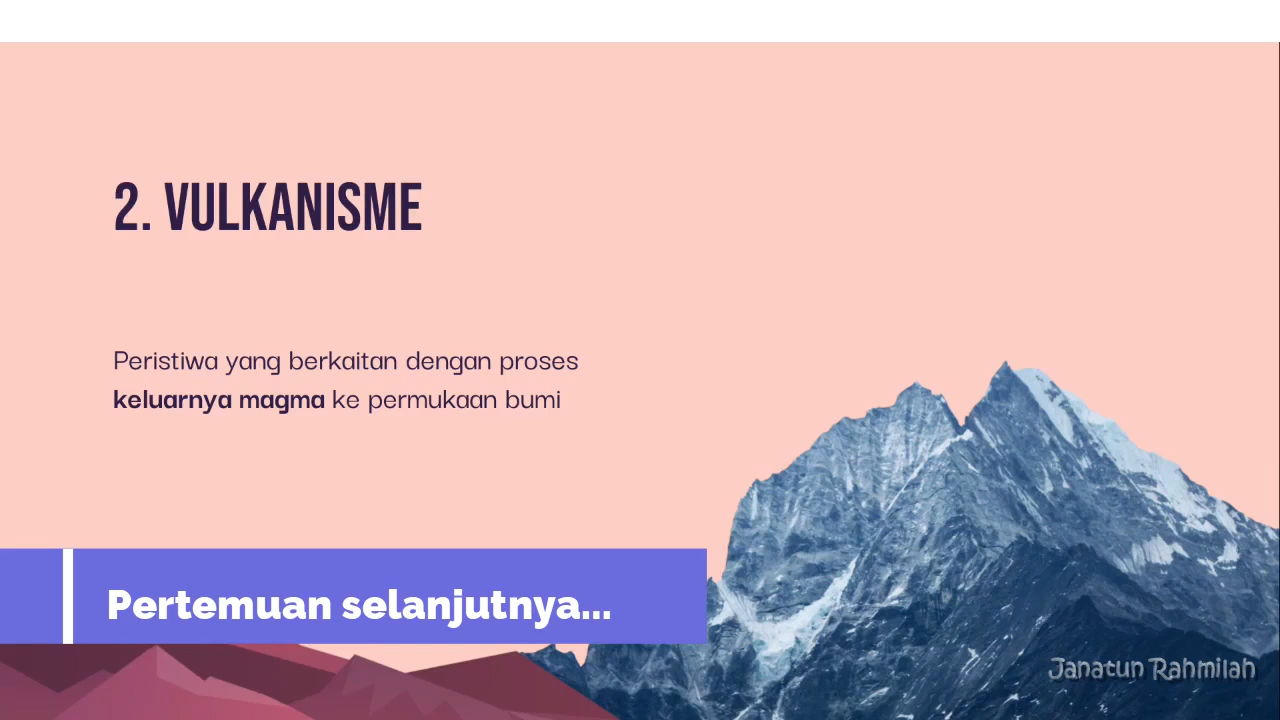 2. VULKANISME
Peristiwa yang berkaitan dengan proses
keluarnya magma ke permukaan bumi
Pertemuan selanjutnya...
Janatun Rahmilah